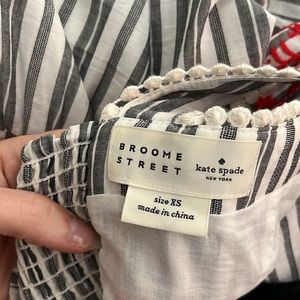 BROOME
STREET
kate spade
NEW YORK
size XS
made in china